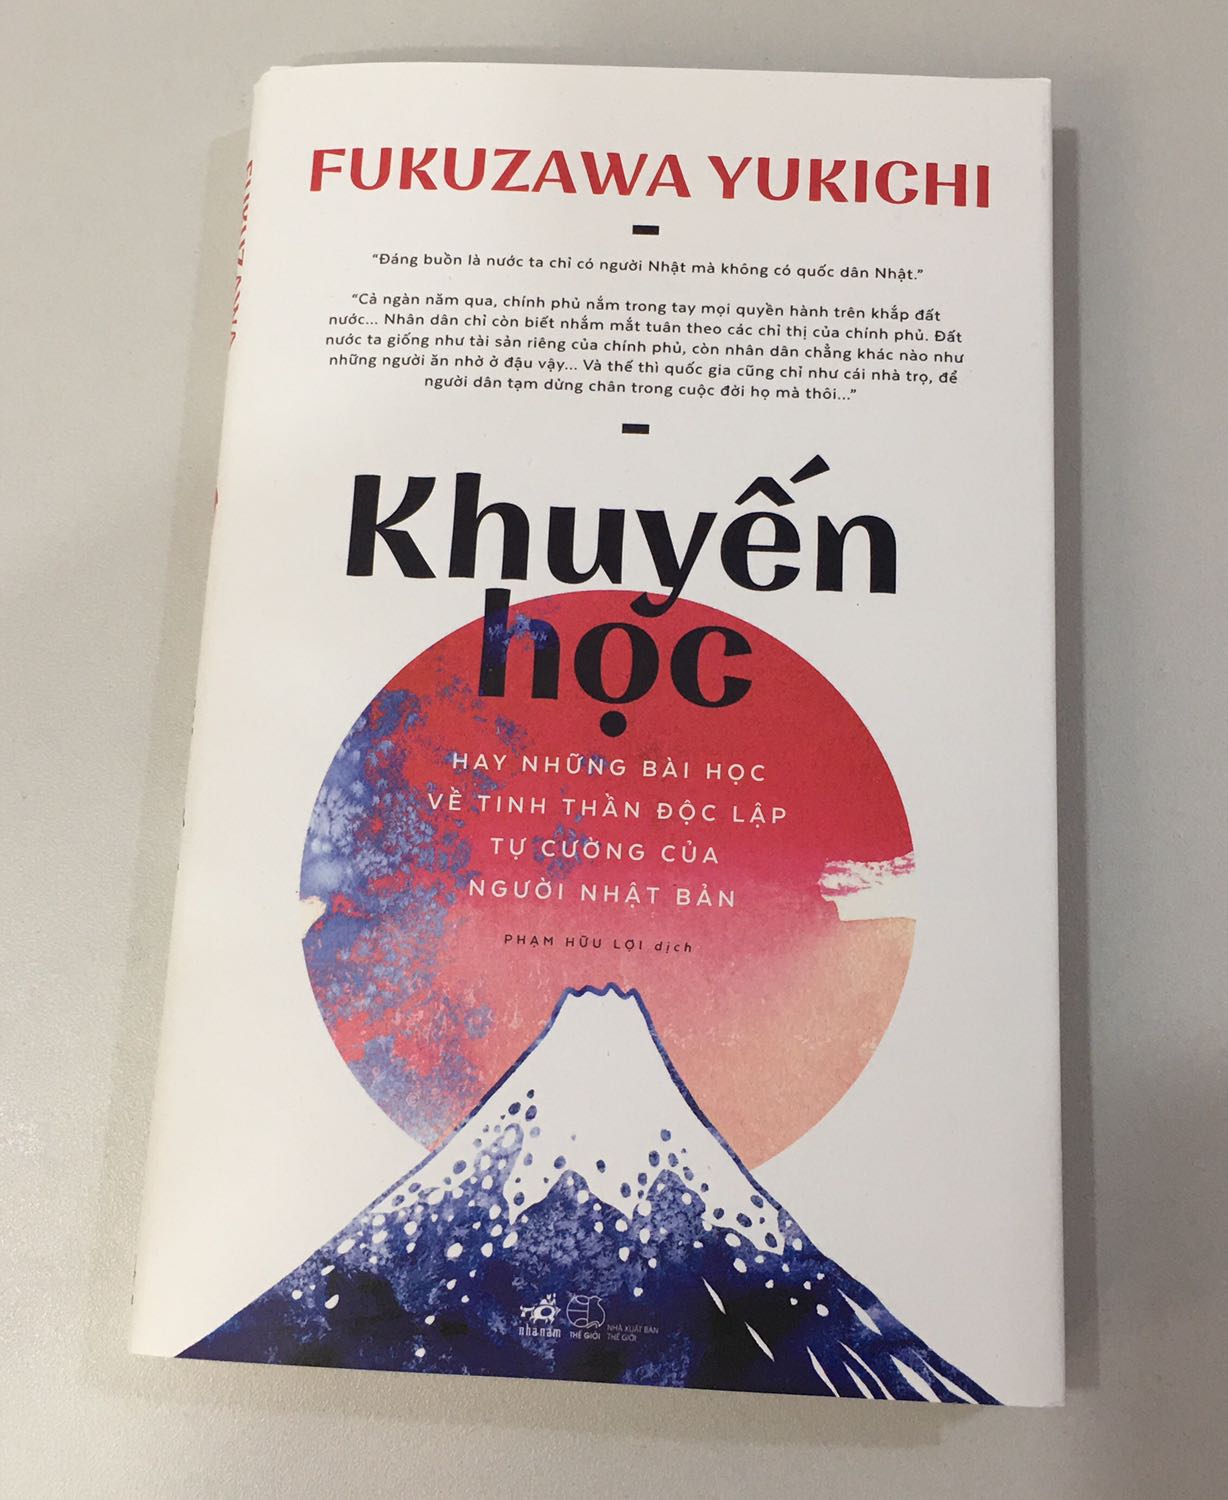 FUKUZAWA YUKICHI
“Đáng buồn là nước ta chỉ có người Nhật mà không có quốc dân Nhật.”
“Cả ngàn năm qua, chính phủ nắm trong tay mọi quyền hành trên khắp đất
nước... Nhân dân chỉ còn biết nhắm mắt tuân theo các chỉ thị của chính phủ. Đất
nước ta giống như tài sản riêng của chính phủ, còn nhân dân chẳng khác nào như
những người ăn nhờ ở đậu vậy... Và thế thì quốc gia cũng chỉ như cái nhà trọ, để
người dân tạm dừng chân trong cuộc đời họ mà thôi...”
Khuyến
học
HAY NHỮNG BÀI HỌC
VỀ TINH THẦN ĐỘC LẬP
TỰ CƯỜNG CỦA
NGƯỜI NHẬT BẢN
PHẠM HỮU LỢI dịch
nhã nam
THẾ GIỚI
NHÀ XUẤT BẢN
THẾ GIỚI
FUKUZAWA